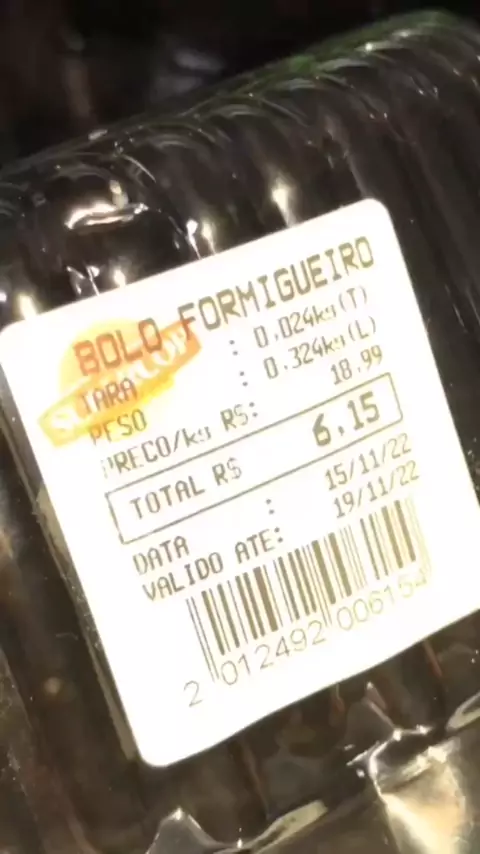 BOLO FORMIGUEIRO
TARA : 0.024kg(T)
PESO : 0.324kg(L)
PRECO/kg R$: 18.99
TOTAL R$ 6.15
DATA : 15/11/22
VALIDO ATE: 19/11/22
2 012492 006154